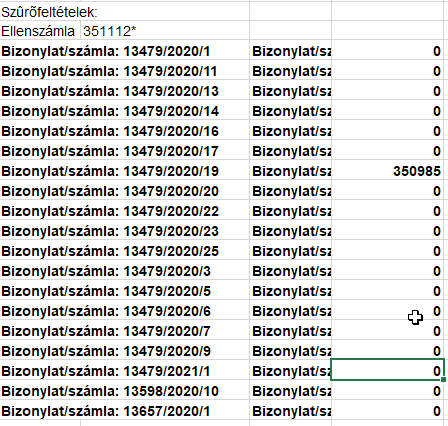 Szûrõfeltételek:
Ellenszámla 351112*
Bizonylat/számla: 13479/2020/1 Bizonylat/sz 0
Bizonylat/számla: 13479/2020/11 Bizonylat/sz 0
Bizonylat/számla: 13479/2020/13 Bizonylat/sz 0
Bizonylat/számla: 13479/2020/14 Bizonylat/sz 0
Bizonylat/számla: 13479/2020/16 Bizonylat/sz 0
Bizonylat/számla: 13479/2020/17 Bizonylat/sz 0
Bizonylat/számla: 13479/2020/19 Bizonylat/sz 350985
Bizonylat/számla: 13479/2020/20 Bizonylat/sz 0
Bizonylat/számla: 13479/2020/22 Bizonylat/sz 0
Bizonylat/számla: 13479/2020/23 Bizonylat/sz 0
Bizonylat/számla: 13479/2020/25 Bizonylat/sz 0
Bizonylat/számla: 13479/2020/3 Bizonylat/sz 0
Bizonylat/számla: 13479/2020/5 Bizonylat/sz 0
Bizonylat/számla: 13479/2020/6 Bizonylat/sz 0
Bizonylat/számla: 13479/2020/7 Bizonylat/sz 0
Bizonylat/számla: 13479/2020/9 Bizonylat/sz 0
Bizonylat/számla: 13479/2021/1 Bizonylat/sz 0
Bizonylat/számla: 13598/2020/10 Bizonylat/sz 0
Bizonylat/számla: 13657/2020/1 Bizonylat/sz 0